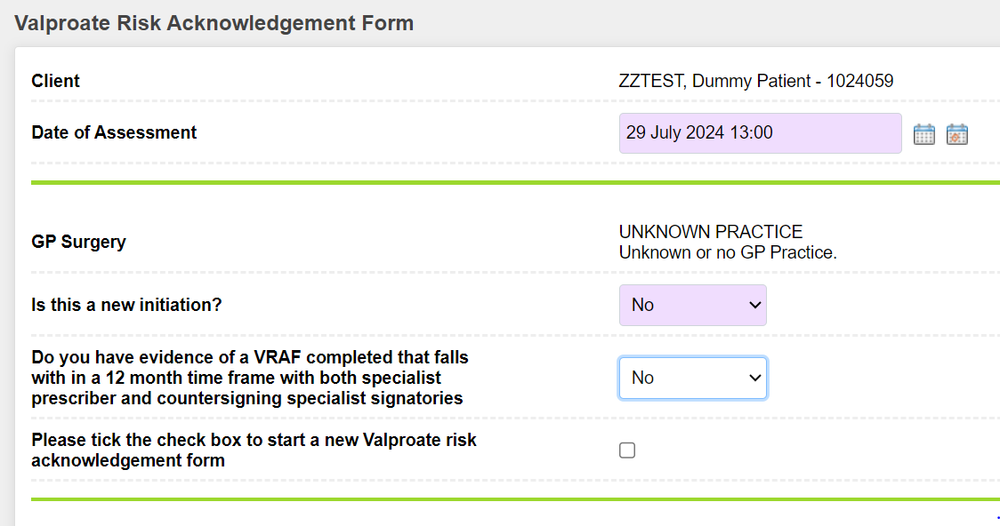 Valproate Risk Acknowledgement Form
Client
ZZTEST, Dummy Patient - 1024059
Date of Assessment
29 July 2024 13:00
GP Surgery
UNKNOWN PRACTICE
Unknown or no GP Practice.
Is this a new initiation?
No
Do you have evidence of a VRAF completed that falls
with in a 12 month time frame with both specialist
prescriber and countersigning specialist signatories
No
Please tick the check box to start a new Valproate risk
acknowledgement form